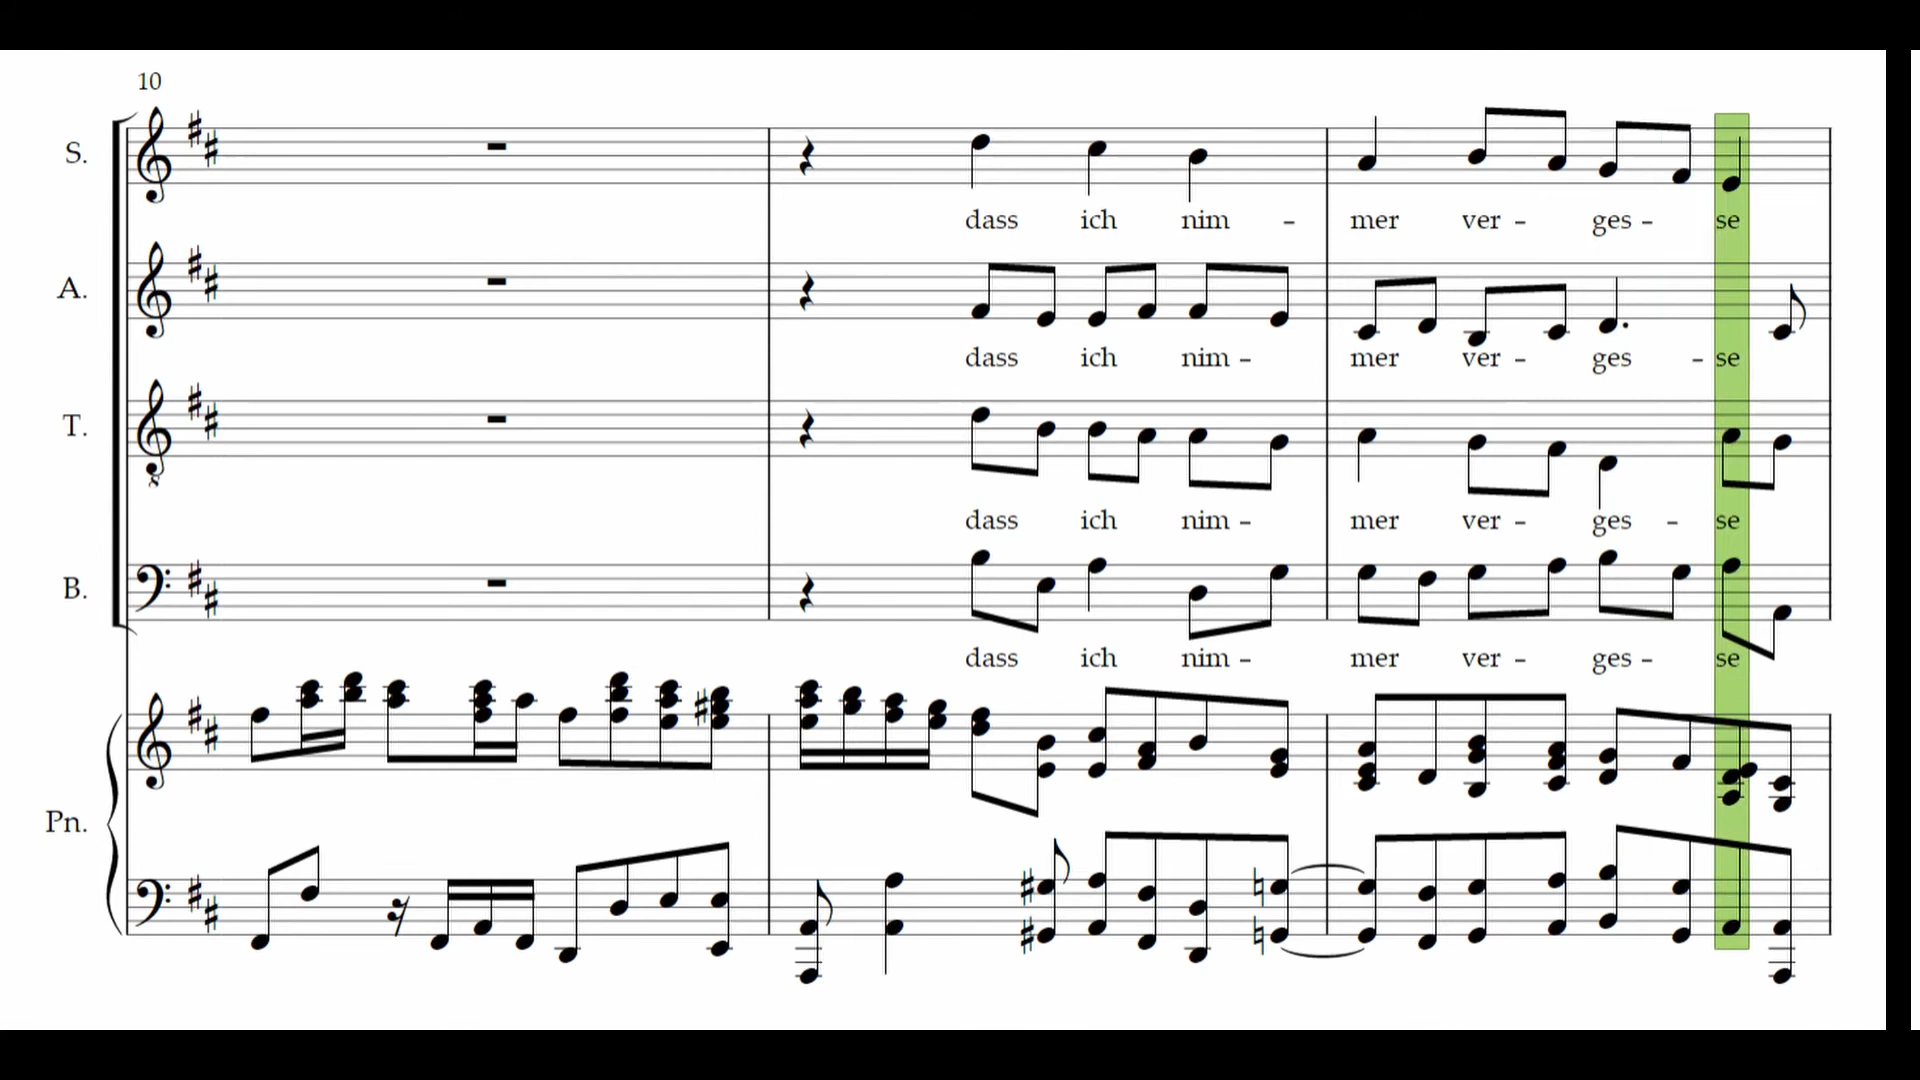 10
S.
dass ich nim - mer ver - ges - se
A.
dass ich nim - mer ver - ges - se
T.
8
dass ich nim - mer ver - ges - se
B.
dass ich nim - mer ver - ges - se
Pn.